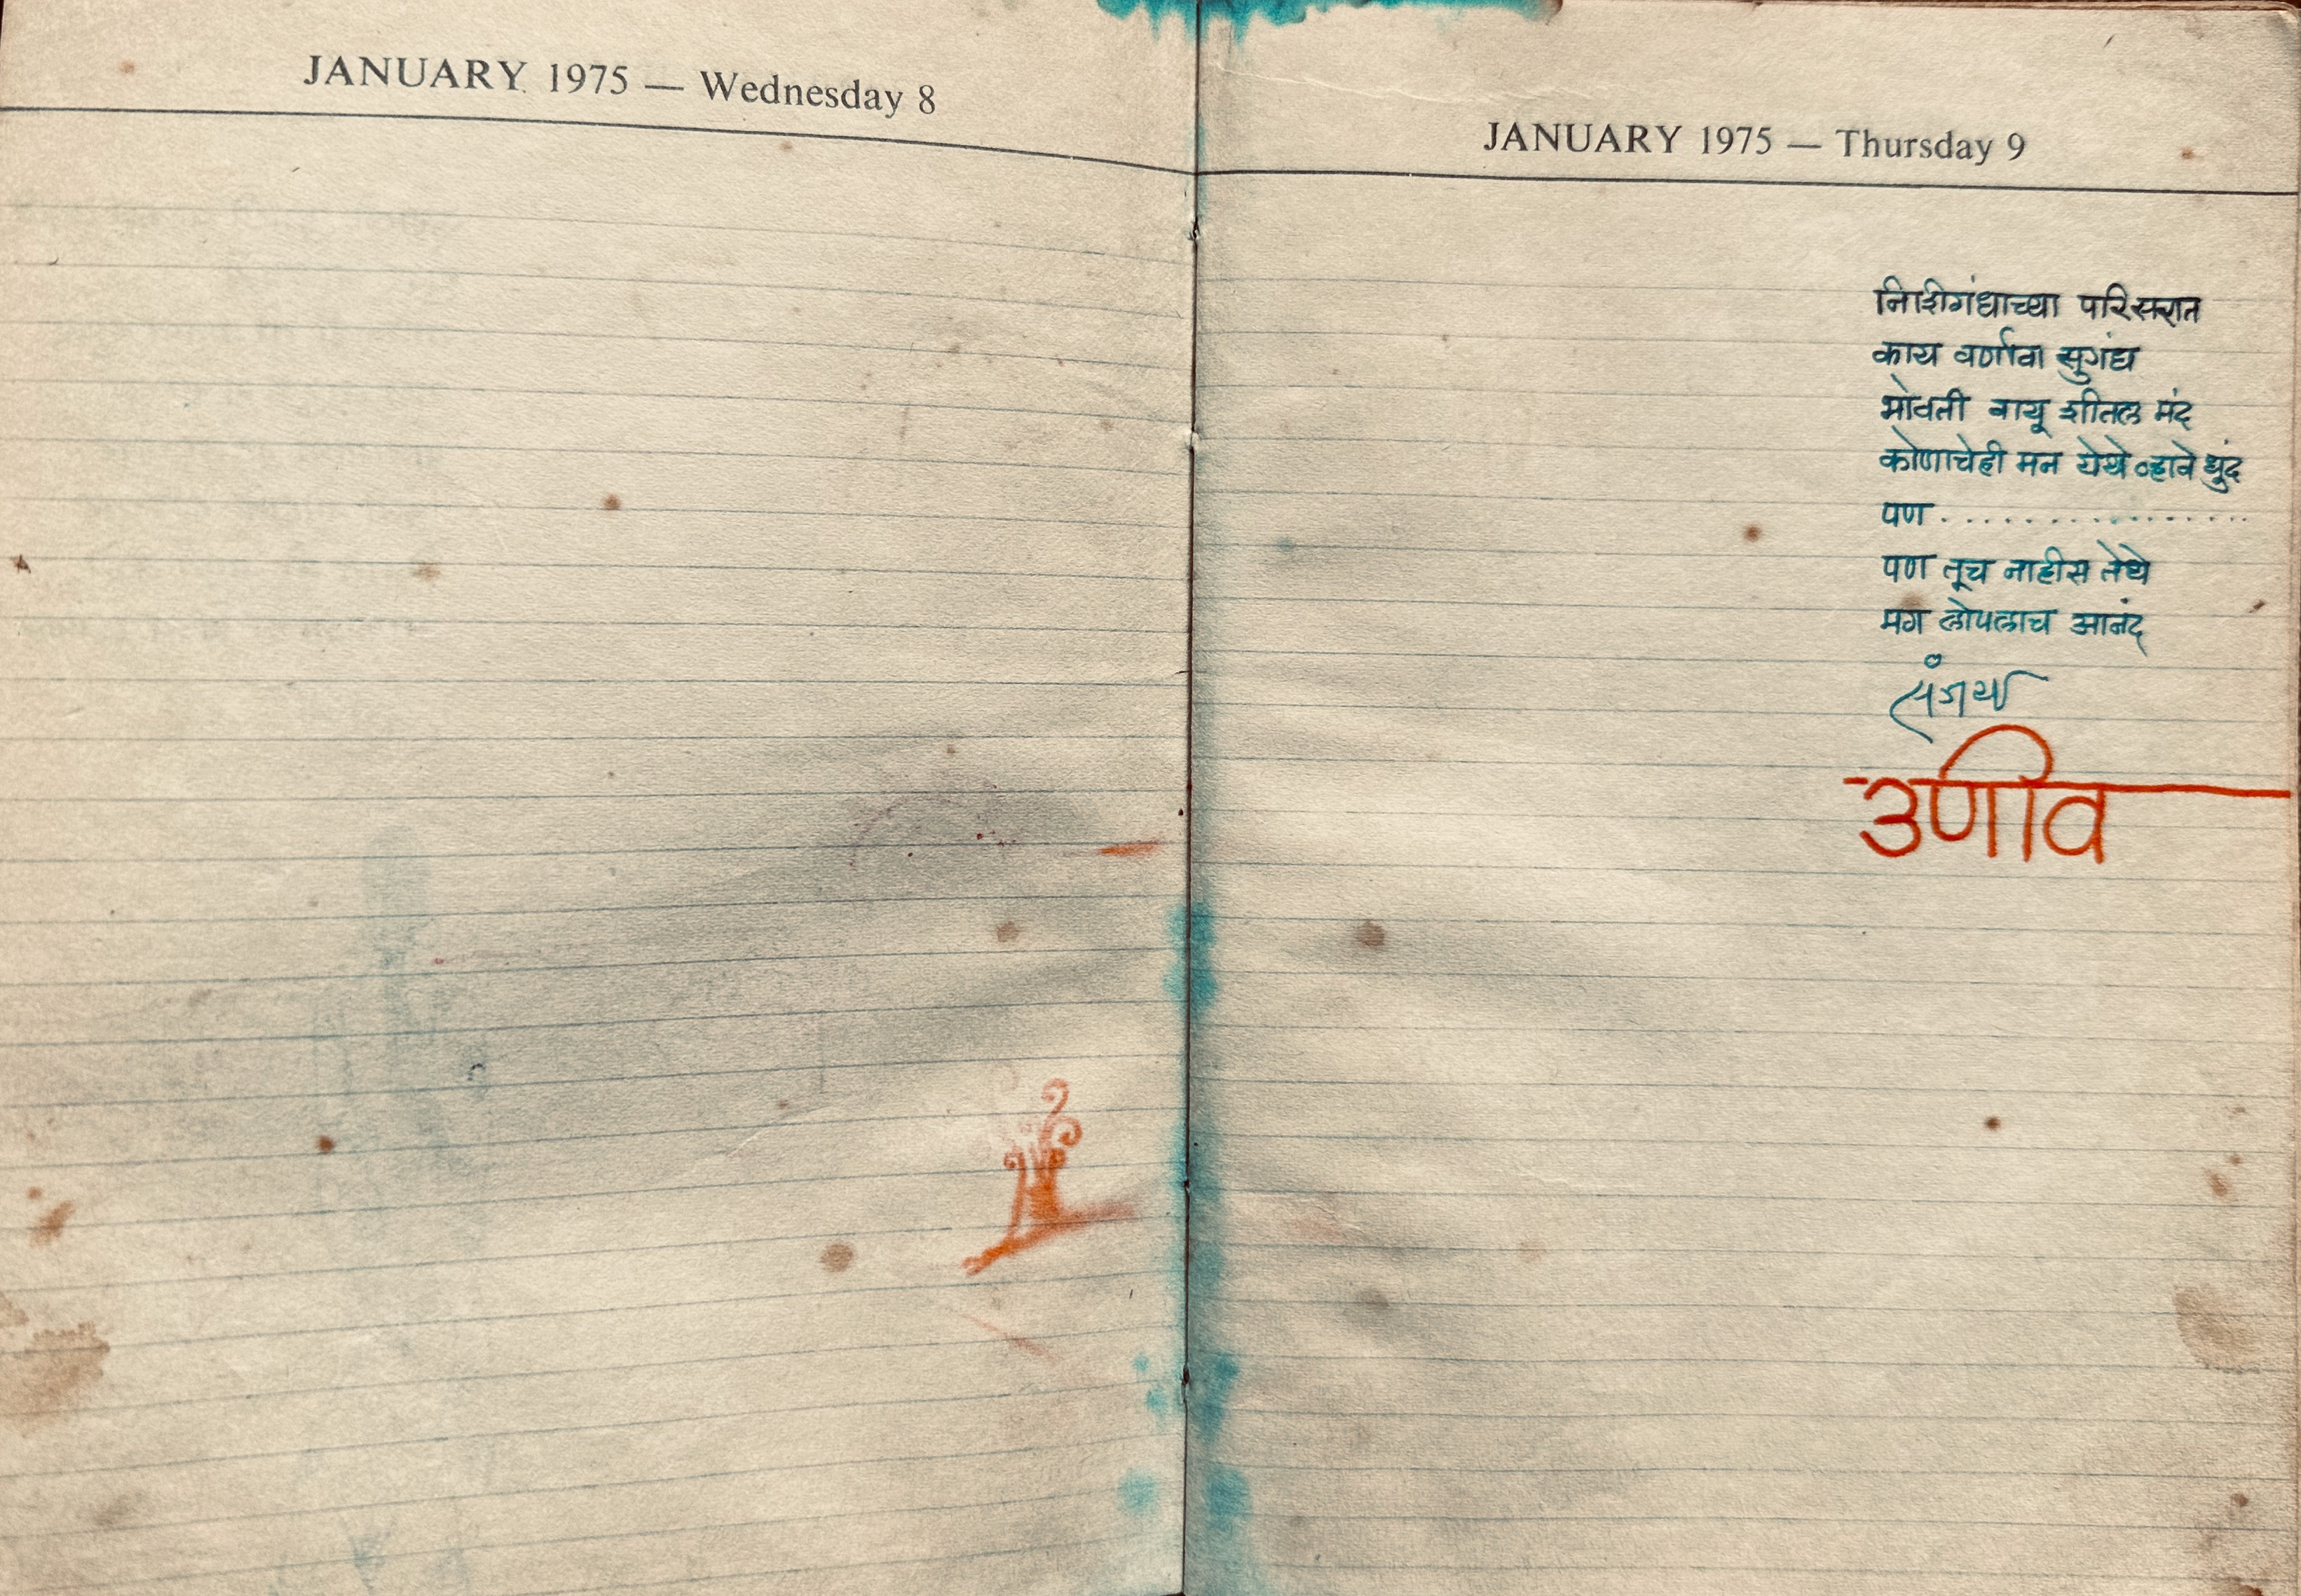 JANUARY 1975 — Wednesday 8
JANUARY 1975 — Thursday 9
निशीगंधाच्या परिसरात
काय वर्णावा सुगंध
भोवती वायू शीतल मंद
कोणाचेही मन येथे व्हावे धुंद
पण . . . . . . . . . . . . . . . .
पण तूच नाहीस तेथे
मग लोपलाच आनंद
संजय
उणीव